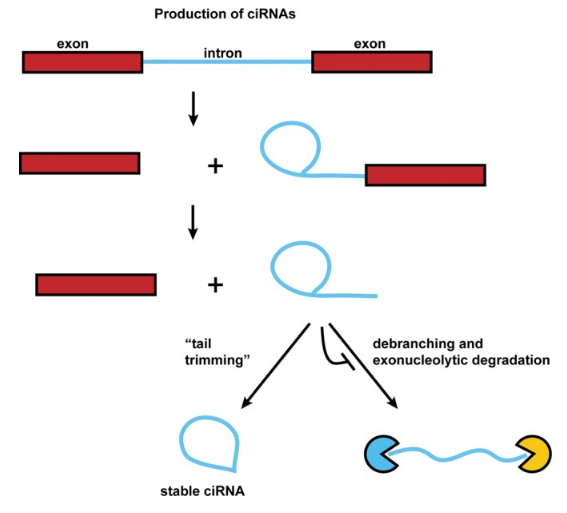 Production of ciRNAs
exon
intron
exon
+
+
“tail
trimming”
debranching and
exonucleolytic degradation
stable ciRNA